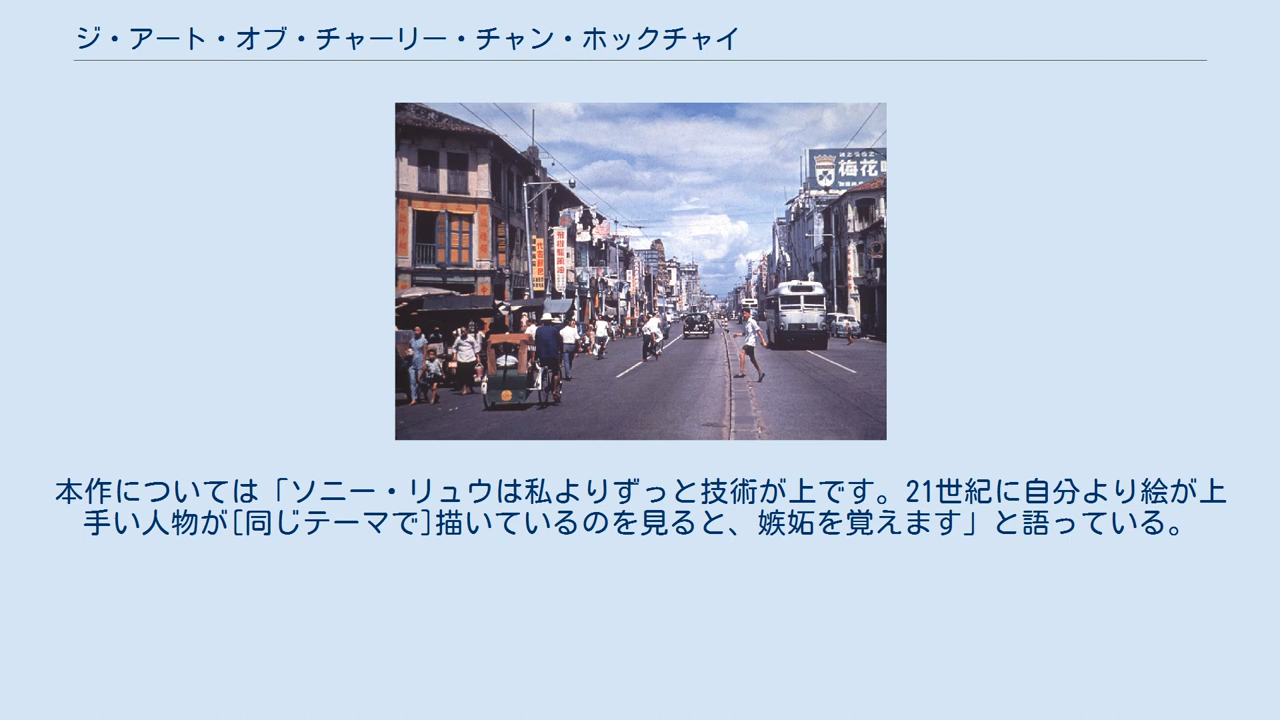 ジ・アート・オブ・チャーリー・チャン・ホックチャイ
梅花
本作については「ソニー・リュウは私よりずっと技術が上です。21世紀に自分より絵が上
手い人物が[同じテーマで]描いているのを見ると、嫉妬を覚えます」と語っている。